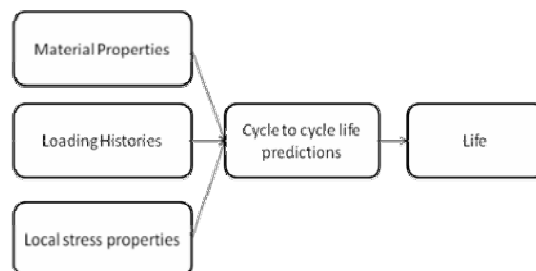 Material Properties
Loading Histories
Local stress properties
Cycle to cycle life
predictions
Life